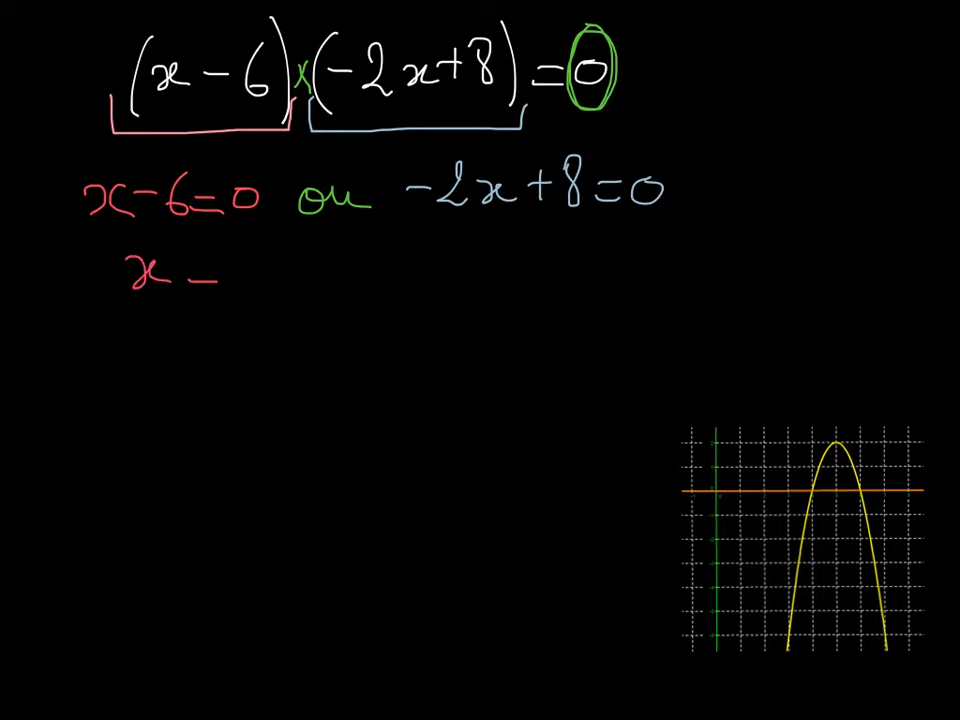 (x - 6) × (-2x + 8) = 0
x - 6 = 0 ou -2x + 8 = 0
x =